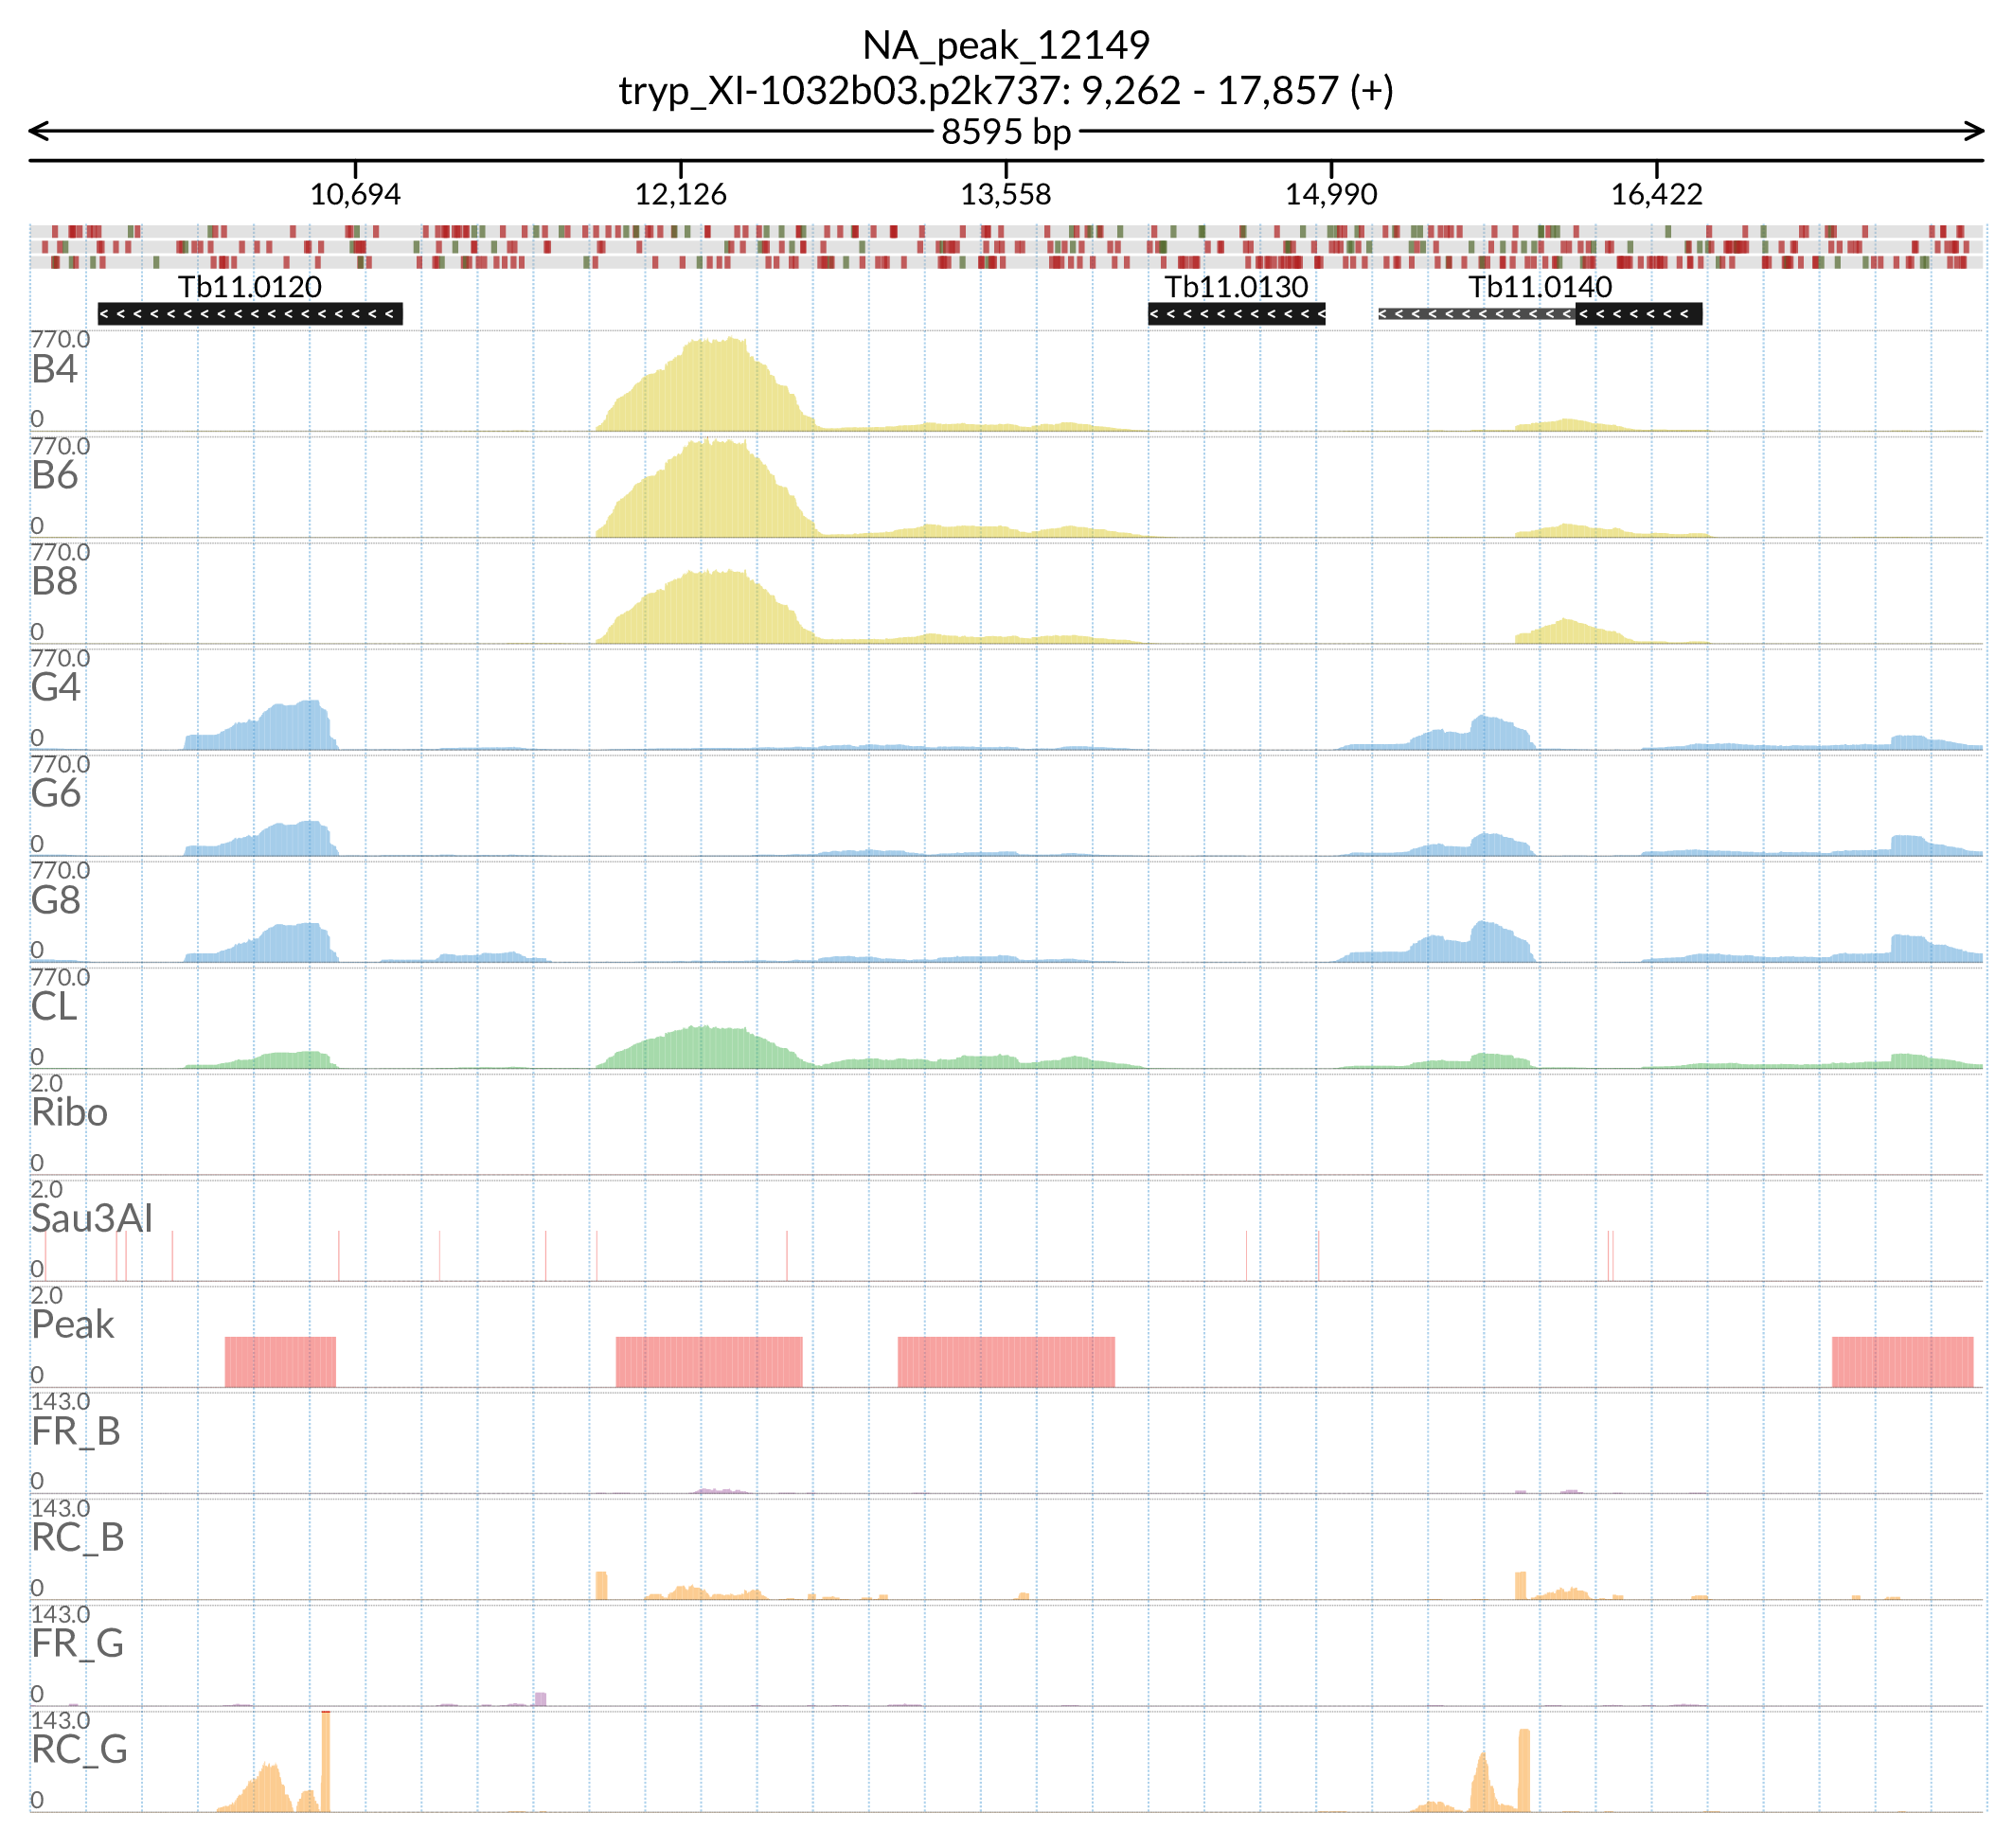 NA_peak_12149
tryp_XI-1032b03.p2k737: 9,262 - 17,857 (+)
8595 bp
10,694 12,126 13,558 14,990 16,422
Tb11.0120 Tb11.0130 Tb11.0140
770.0
B4
0
770.0
B6
0
770.0
B8
0
770.0
G4
0
770.0
G6
0
770.0
G8
0
770.0
CL
0
2.0
Ribo
0
2.0
Sau3AI
0
2.0
Peak
0
143.0
FR_B
0
143.0
RC_B
0
143.0
FR_G
0
143.0
RC_G
0